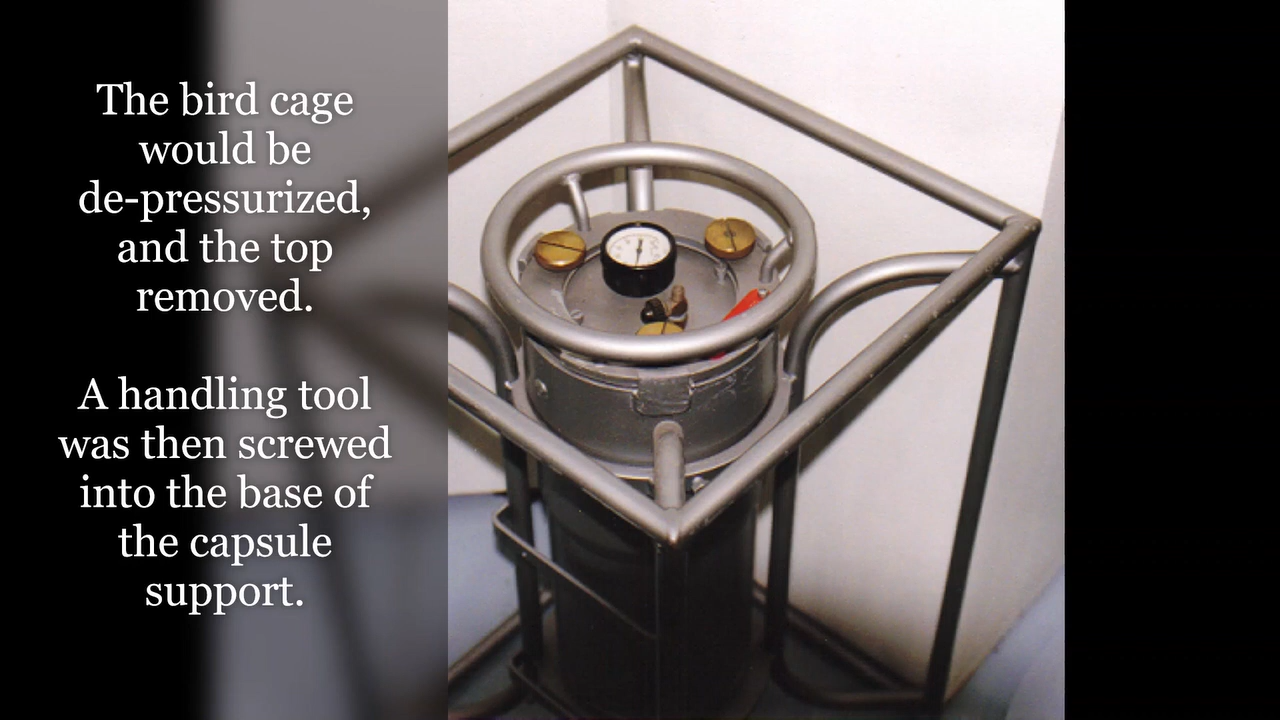 The bird cage
would be
de-pressurized,
and the top
removed.
A handling tool
was then screwed
into the base of
the capsule
support.